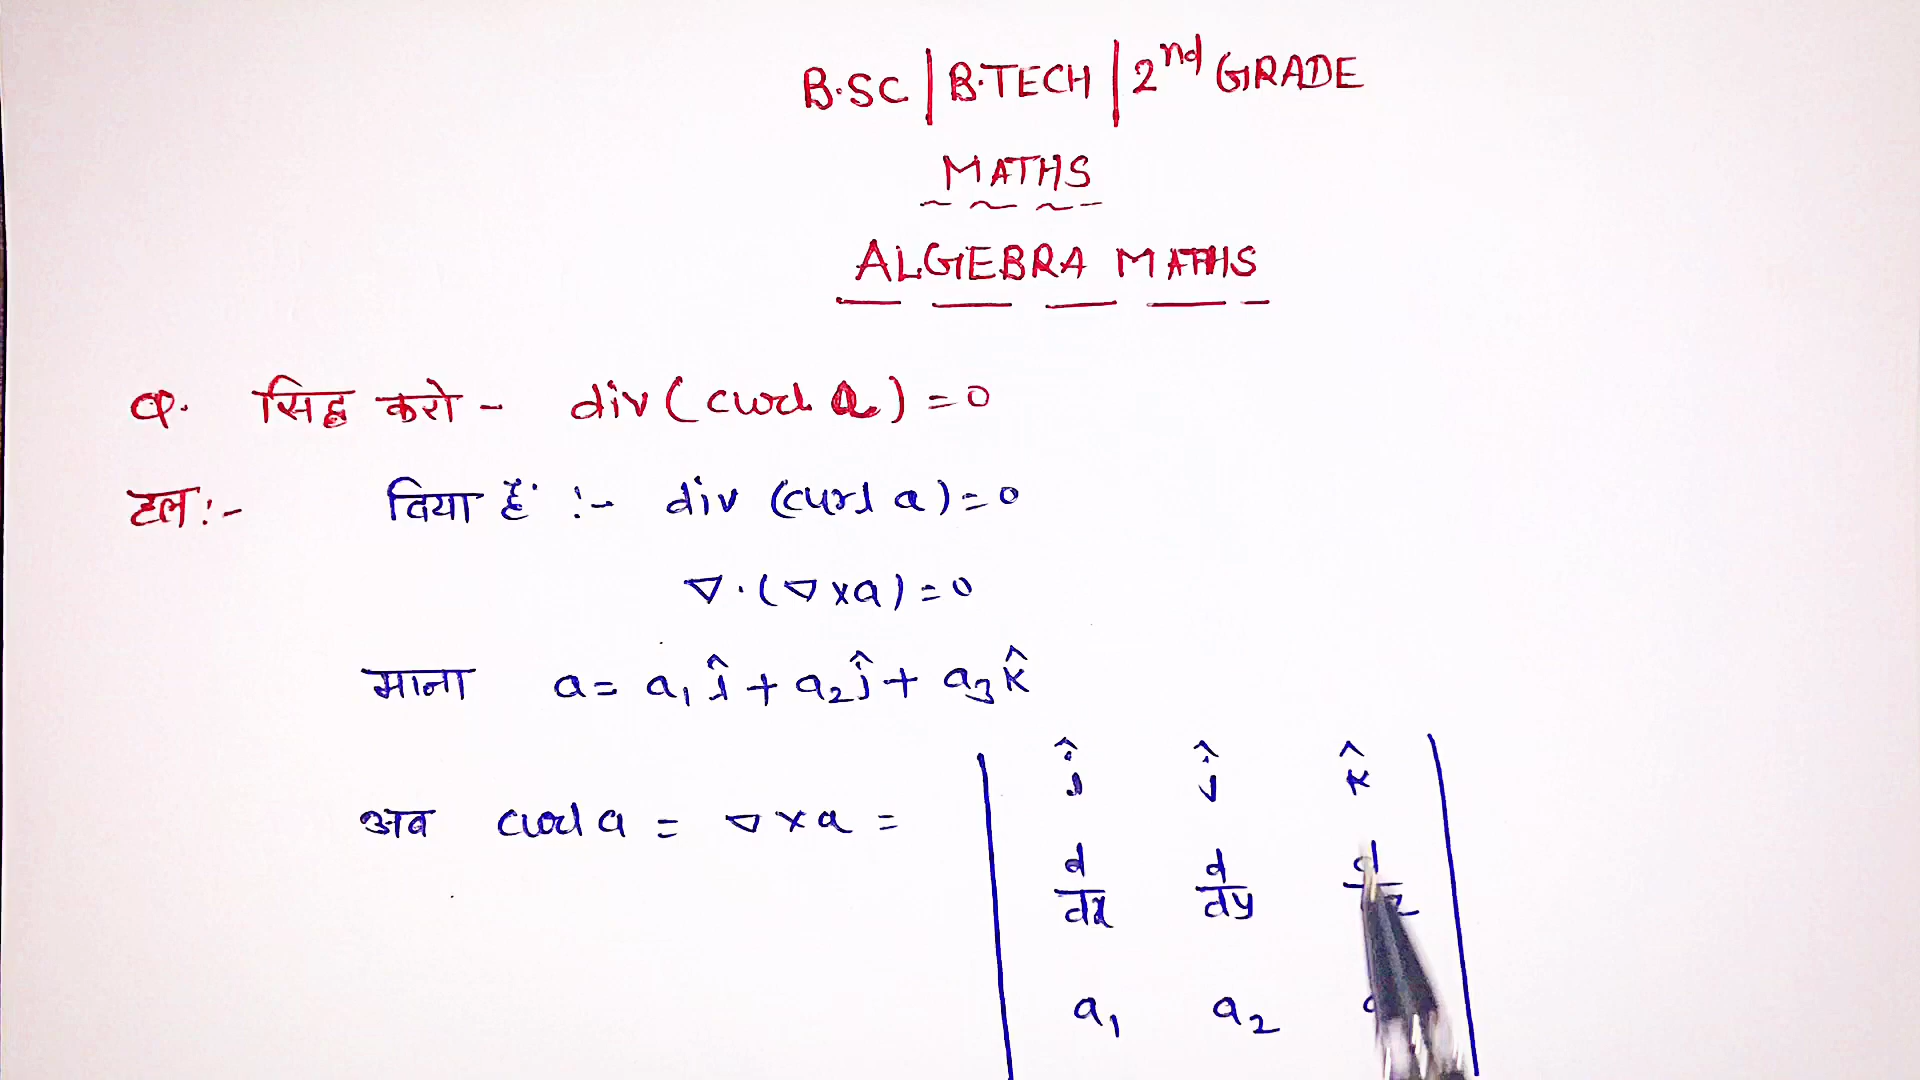 B.SC | B.TECH | 2nd GRADE
MATHS
ALGEBRA MATHS
Q. सिद्ध करो - div (curl a) = 0
हल :- दिया हैं :- div (curl a) = 0
∇ . (∇ × a) = 0
माना a = a₁ î + a₂ ĵ + a₃ k̂
अब curl a = ∇ × a =
î ĵ k̂
d/dx d/dy
a₁ a₂